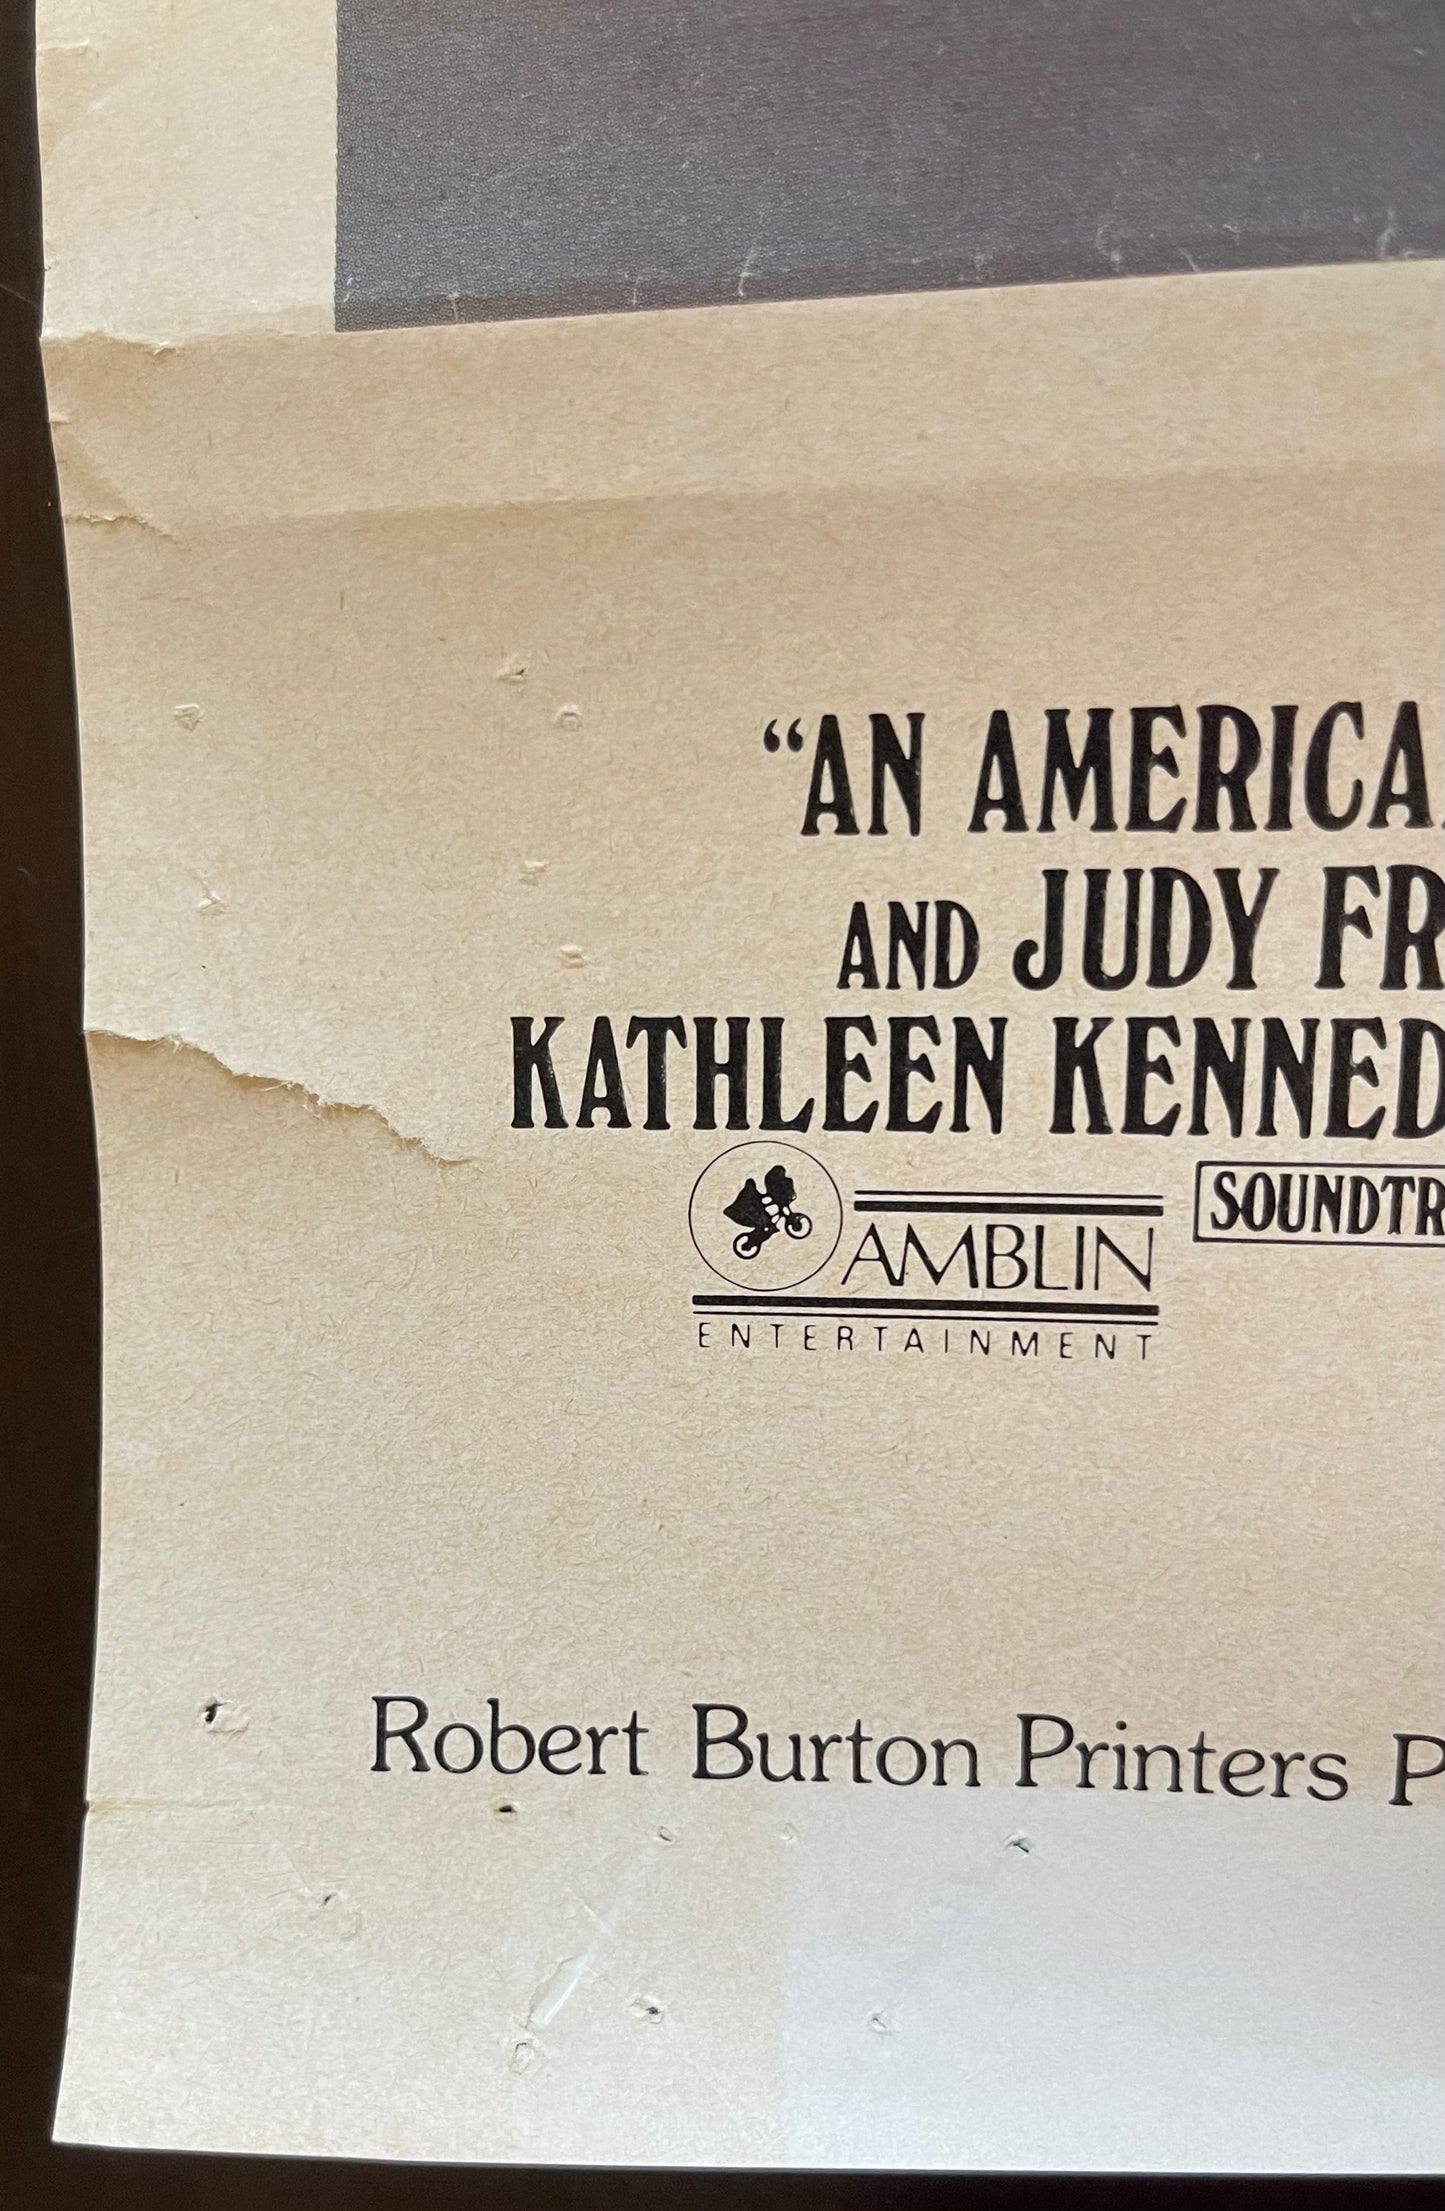 “AN AMERICA
AND JUDY FR
KATHLEEN KENNED
AMBLIN
ENTERTAINMENT
SOUNDTR
Robert Burton Printers P